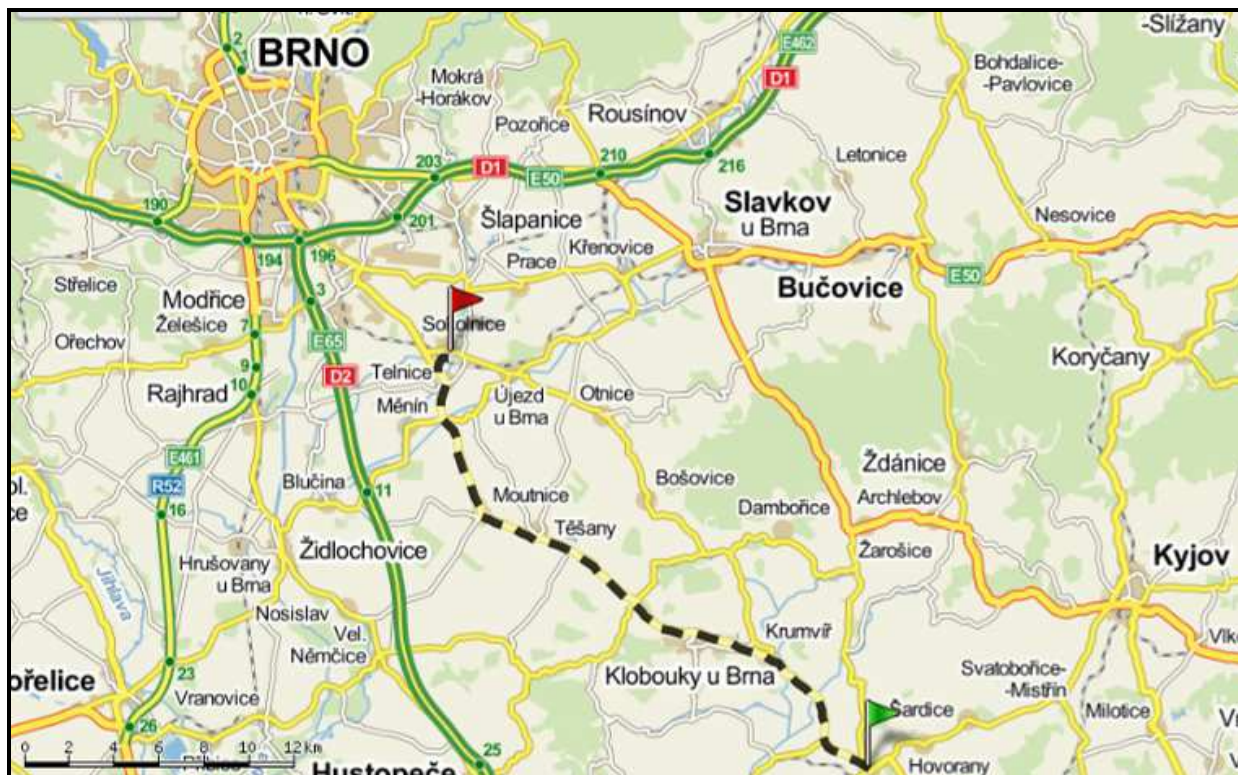 -Slížany
2
BRNO
E462
D1
Mokrá
-Horákov
Bohdalice-
-Pavlovice
Rousínov
Pozořice
203
D1
E50
210
216
Letonice
190
201
Šlapanice
Slavkov
u Brna
Nesovice
194
196
Prace
Křenovice
E50
Střelice
Modřice
Želešice
3
Bučovice
Sokolnice
7
E65
Ořechov
Koryčany
9
D2
Telnice
10
Rajhrad
Měnín
Újezd
u Brna
Otnice
E461
R52
Blučina
11
Bošovice
Ždánice
Archlebov
16
Moutnice
Dambořice
Těšany
Židlochovice
Žarošice
Kyjov
Hrušovany
u Brna
Jihlava
Nosislav
Vel.
Němčice
Krumvíř
23
Klobouky u Brna
Svatobořice-
-Mistřín
ořelice
Vranovice
26
Šardice
Milotice
0 2 4 6 8 10 12 km
25
Hovorany
Hustopeče